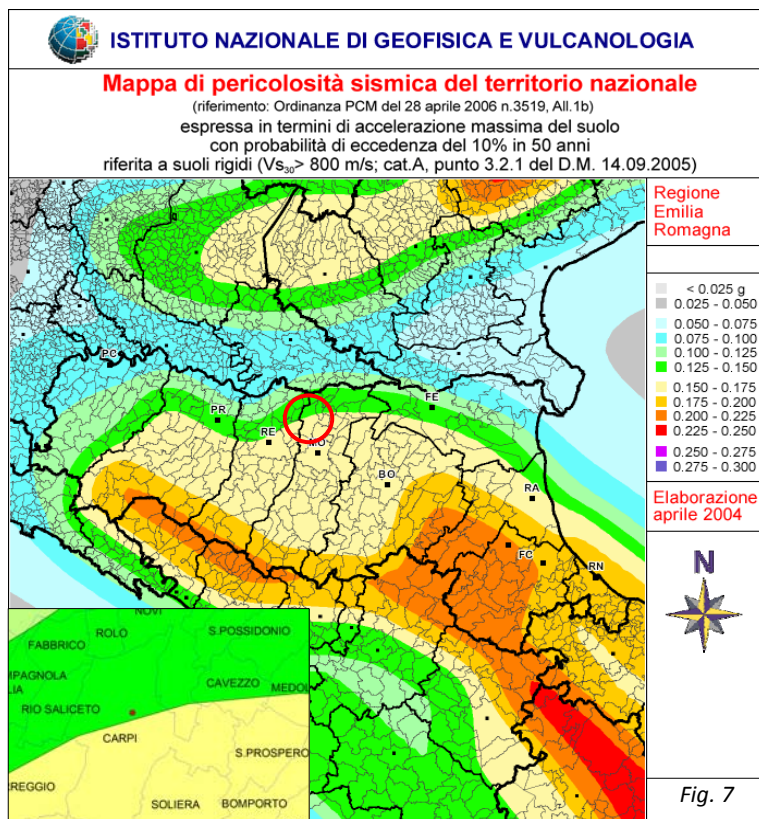 ISTITUTO NAZIONALE DI GEOFISICA E VULCANOLOGIA
Mappa di pericolosità sismica del territorio nazionale
(riferimento: Ordinanza PCM del 28 aprile 2006 n.3519, All.1b)
espressa in termini di accelerazione massima del suolo
con probabilità di eccedenza del 10% in 50 anni
riferita a suoli rigidi (Vs30> 800 m/s; cat.A, punto 3.2.1 del D.M. 14.09.2005)
Regione
Emilia
Romagna
< 0.025 g
0.025 - 0.050
0.050 - 0.075
0.075 - 0.100
0.100 - 0.125
0.125 - 0.150
0.150 - 0.175
0.175 - 0.200
0.200 - 0.225
0.225 - 0.250
0.250 - 0.275
0.275 - 0.300
Elaborazione
aprile 2004
N
Fig. 7
PC
PR
RE
MO
FE
BO
RA
FC
RN
NOVI
ROLO
S.POSSIDONIO
FABBRICO
MPAGNOLA
LIA
CAVEZZO
MEDOL
RIO SALICETO
CARPI
S.PROSPERO
RREGGIO
SOLIERA
BOMPORTO